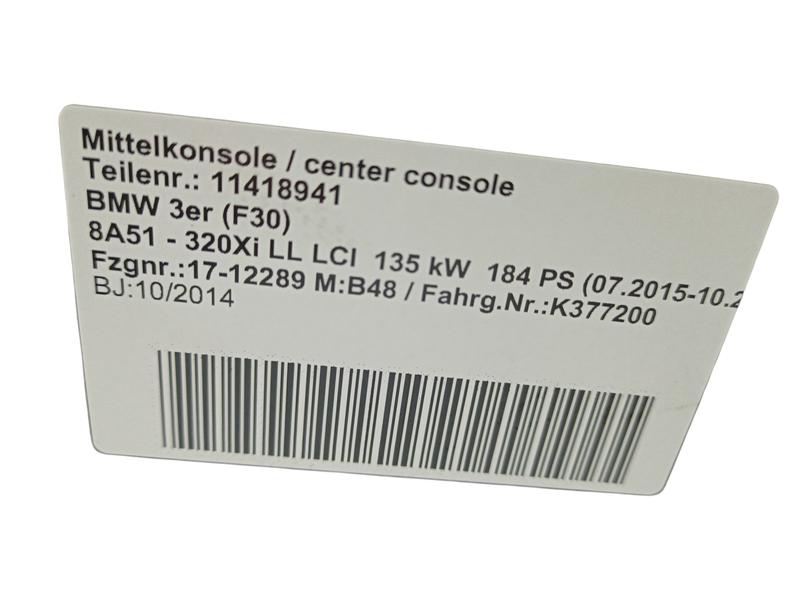 Mittelkonsole / center console
Teilenr.: 11418941
BMW 3er (F30)
8A51 - 320Xi LL LCI 135 kW 184 PS (07.2015-10.2
Fzgnr.:17-12289 M:B48 / Fahrg.Nr.:K377200
BJ:10/2014